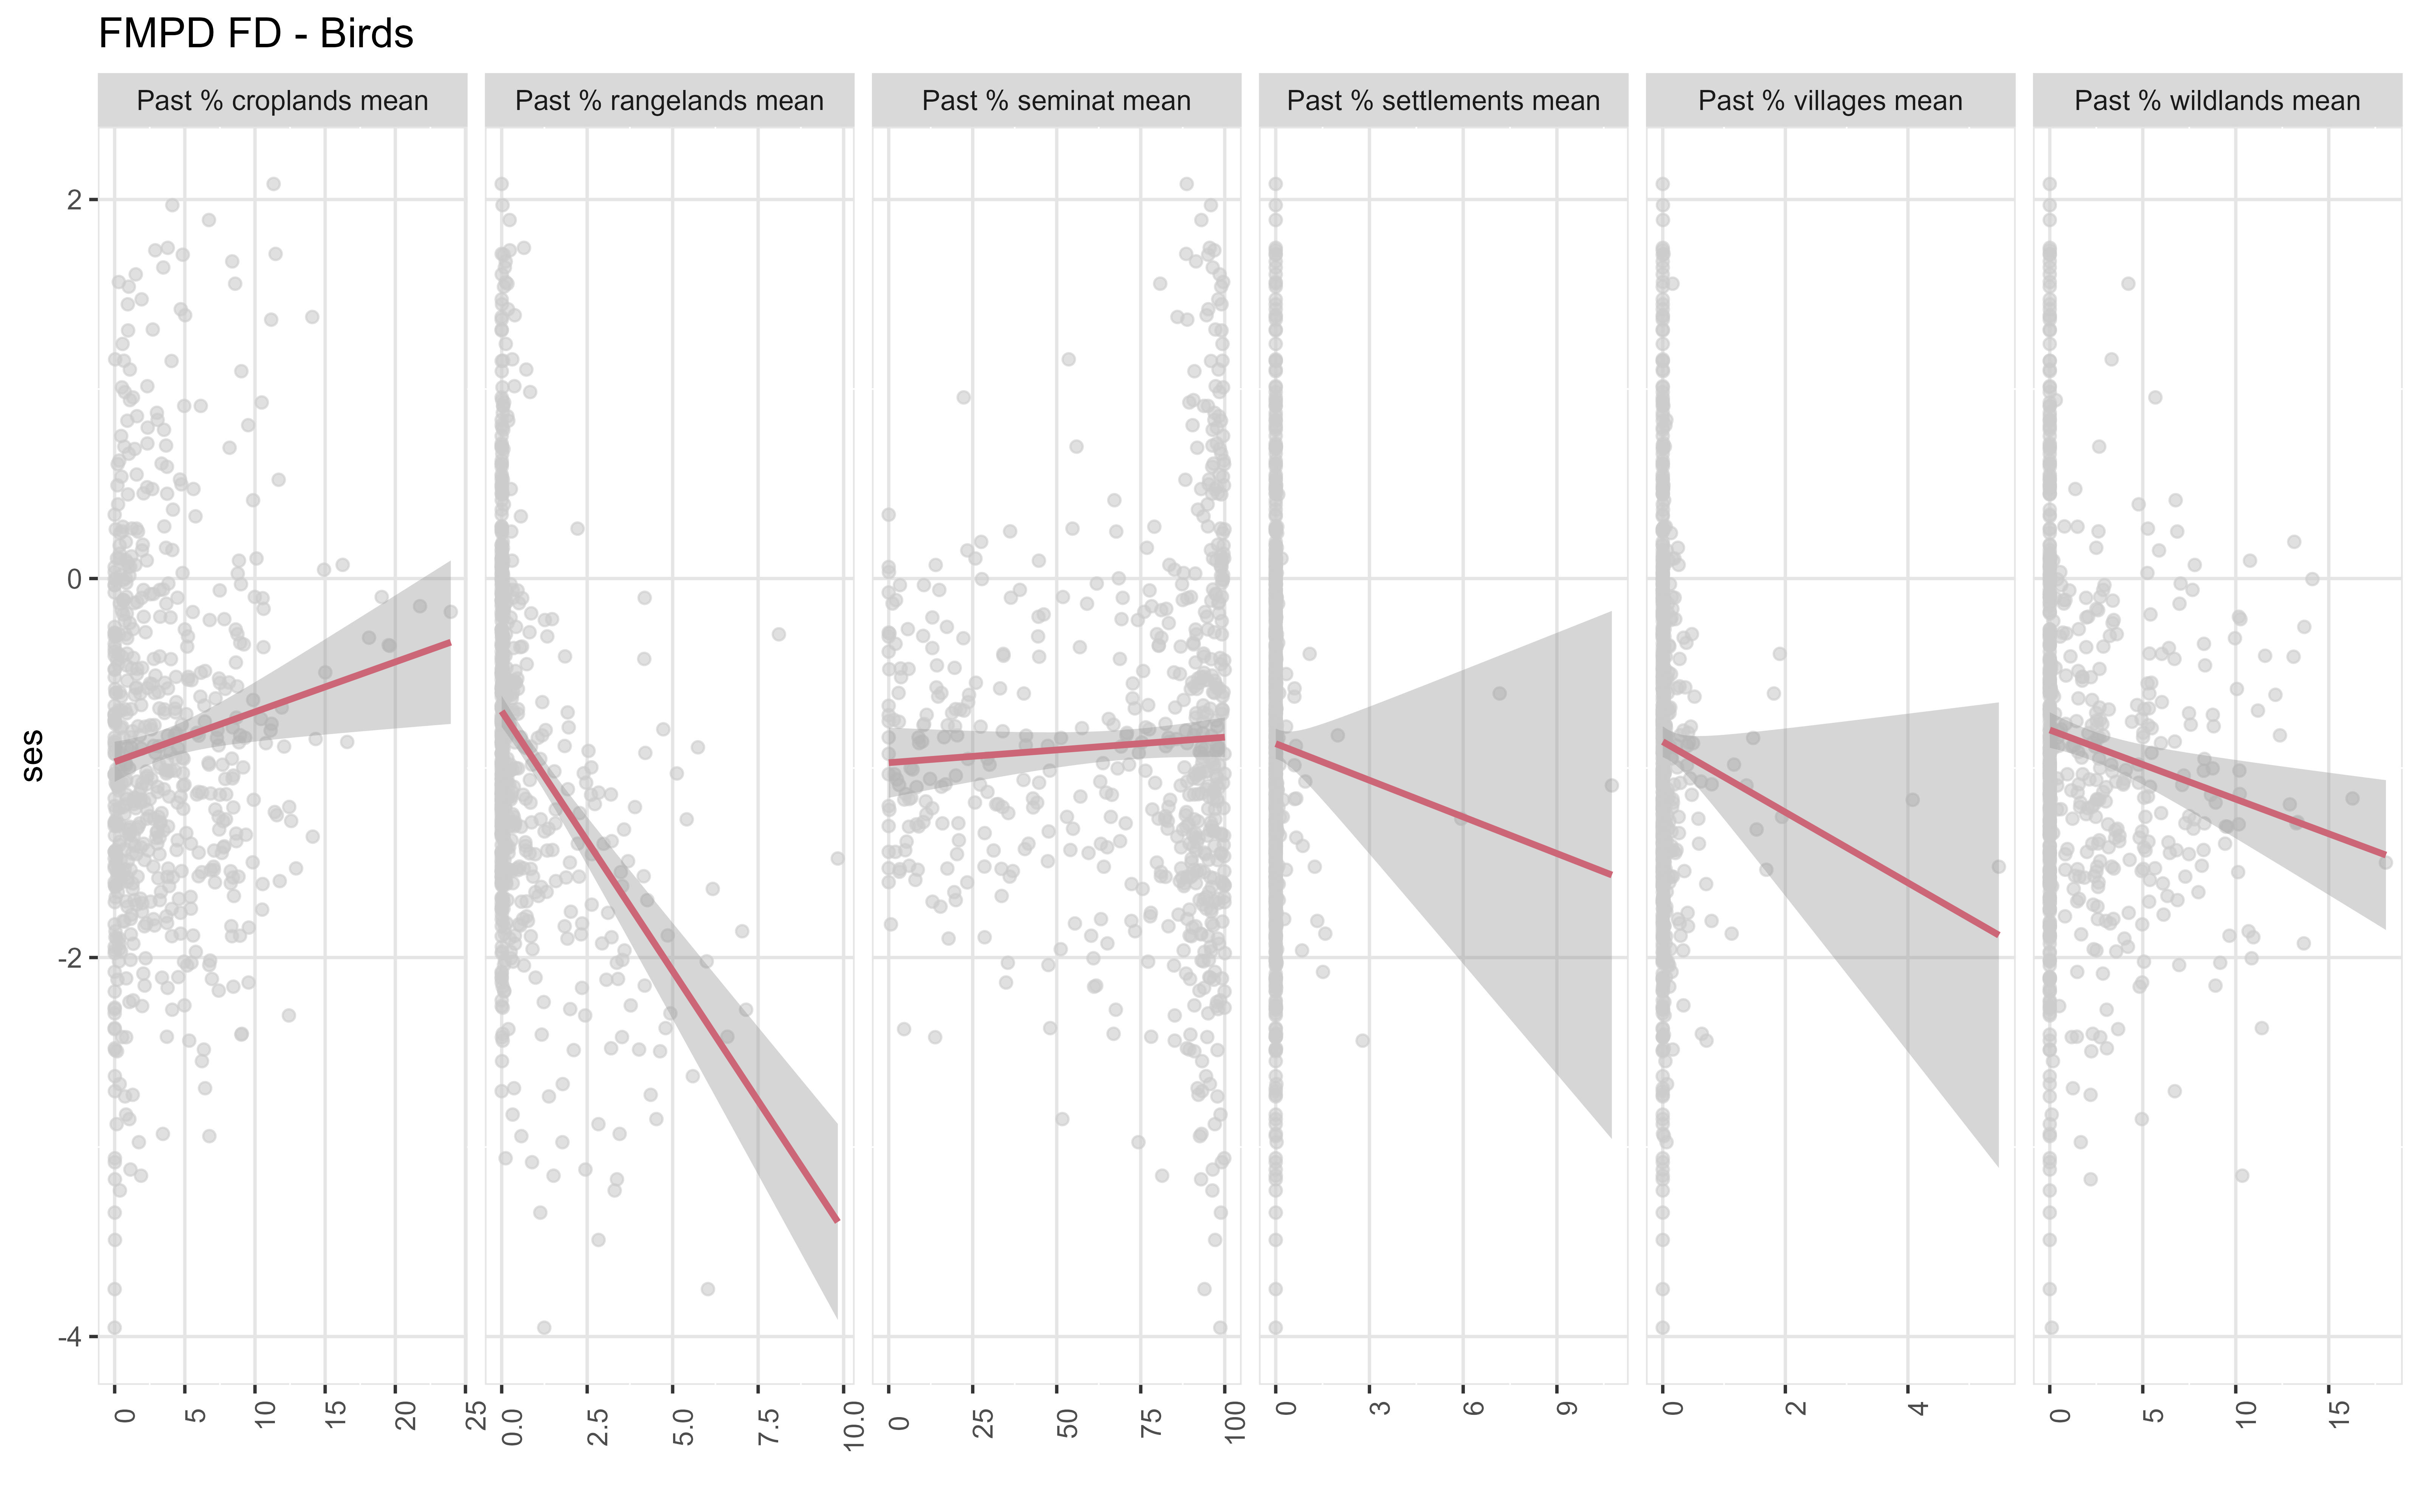 FMPD FD - Birds
Past % croplands mean
Past % rangelands mean
Past % seminat mean
Past % settlements mean
Past % villages mean
Past % wildlands mean
ses
2
0
-2
-4
0 5 10 15 20 25
0.0 2.5 5.0 7.5 10.0
0 25 50 75 100
0 3 6 9
0 2 4
0 5 10 15